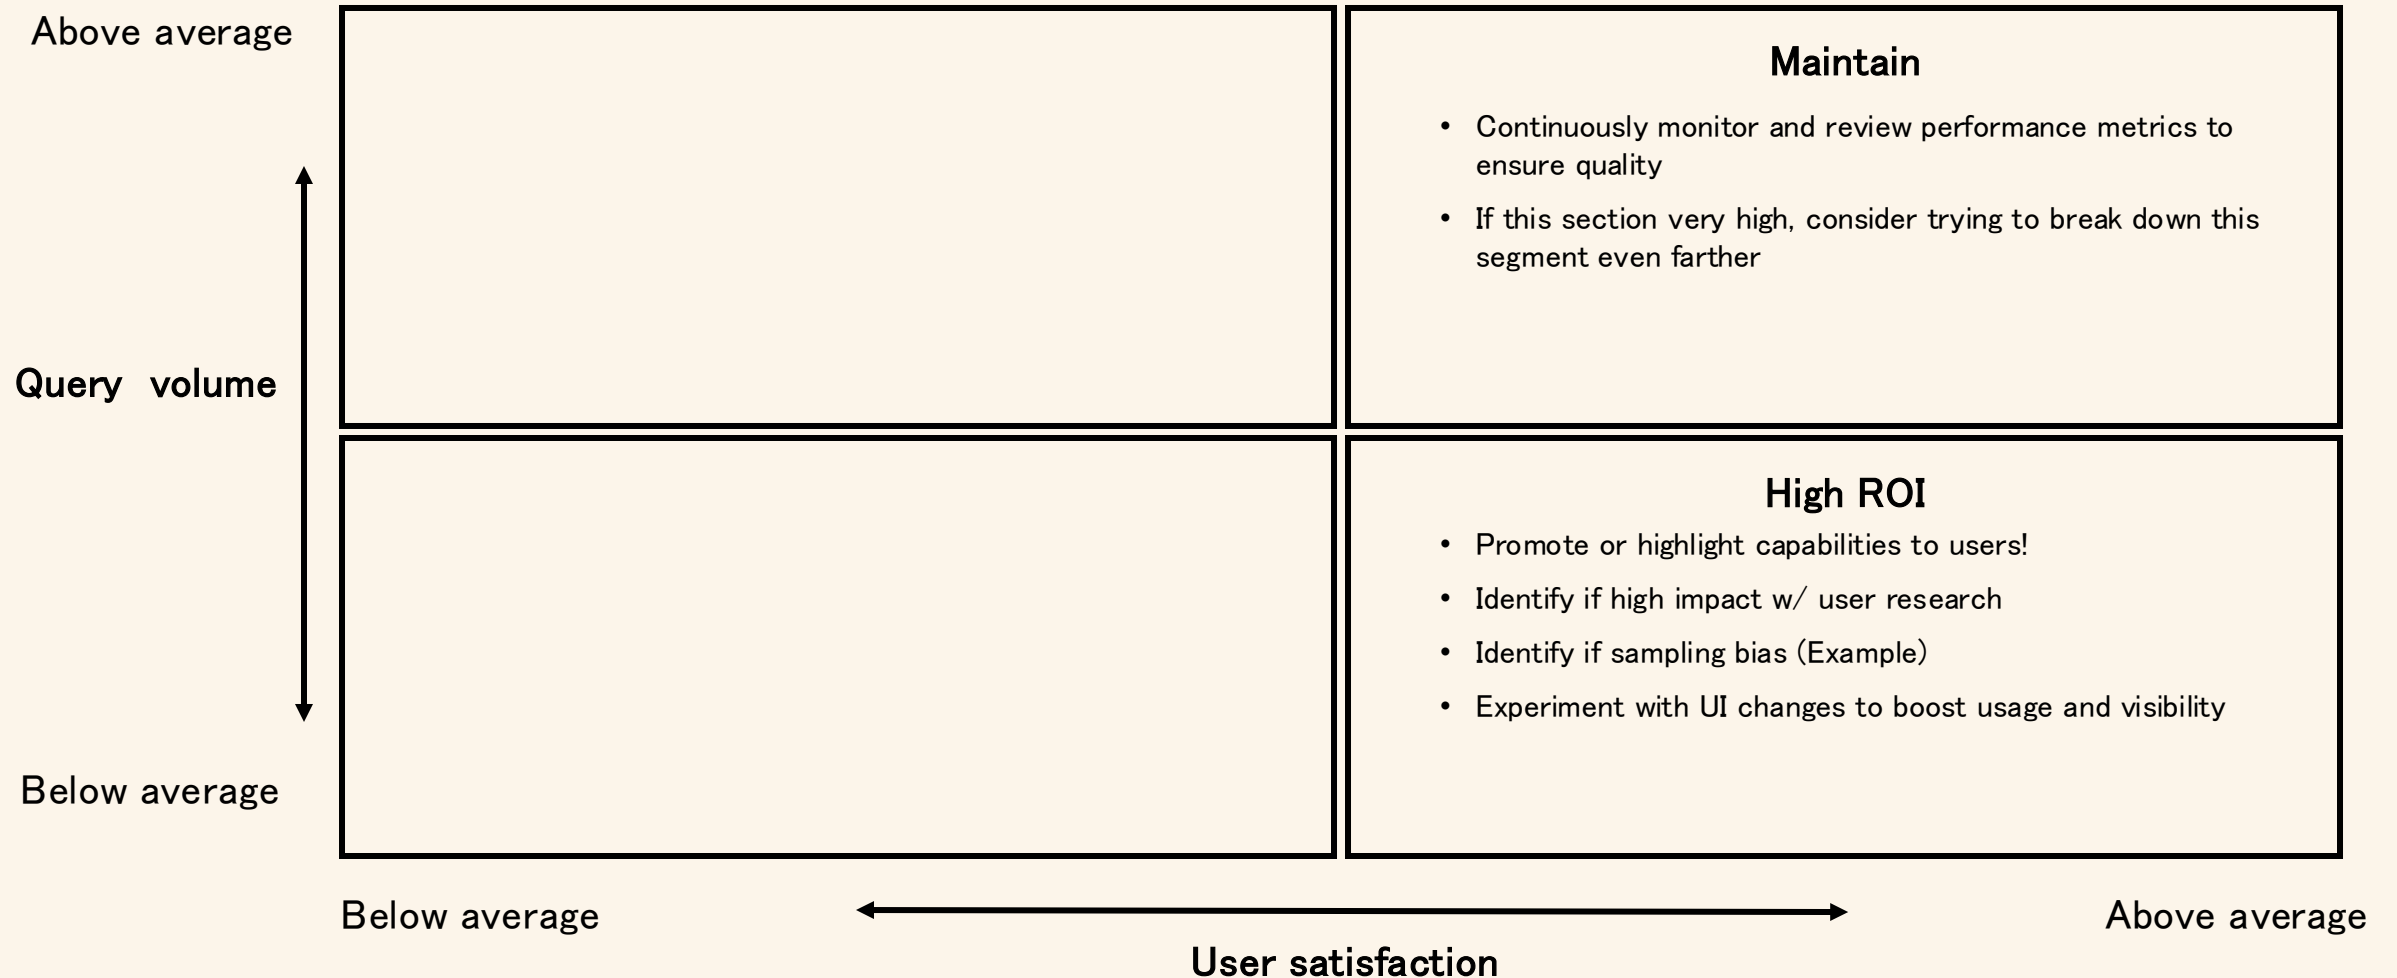 Above average
Maintain
• Continuously monitor and review performance metrics to
ensure quality
• If this section very high, consider trying to break down this
segment even farther
Query volume
High ROI
• Promote or highlight capabilities to users!
• Identify if high impact w/ user research
• Identify if sampling bias (Example)
• Experiment with UI changes to boost usage and visibility
Below average
Below average
Above average
User satisfaction